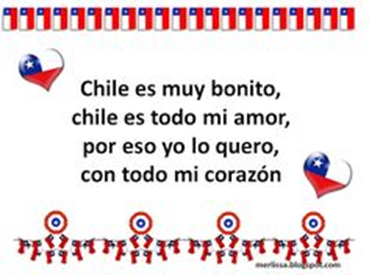 Chile es muy bonito,
chile es todo mi amor,
por eso yo lo quero,
con todo mi corazón
merlissa.blogspot.com